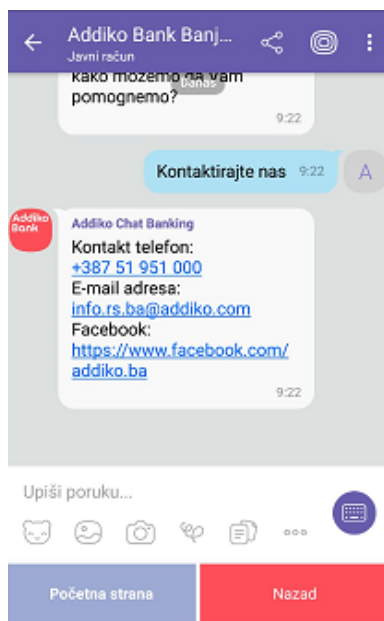 Addiko Bank Banj...
Javni račun
kako možemo da vam
Danas
pomognemo?
9:22
Kontaktirajte nas 9:22
A
Addiko
Bank
Addiko Chat Banking
Kontakt telefon:
+387 51 951 000
E-mail adresa:
info.rs.ba@addiko.com
Facebook:
https://www.facebook.com/
addiko.ba
9:22
Upiši poruku...
Početna strana
Nazad